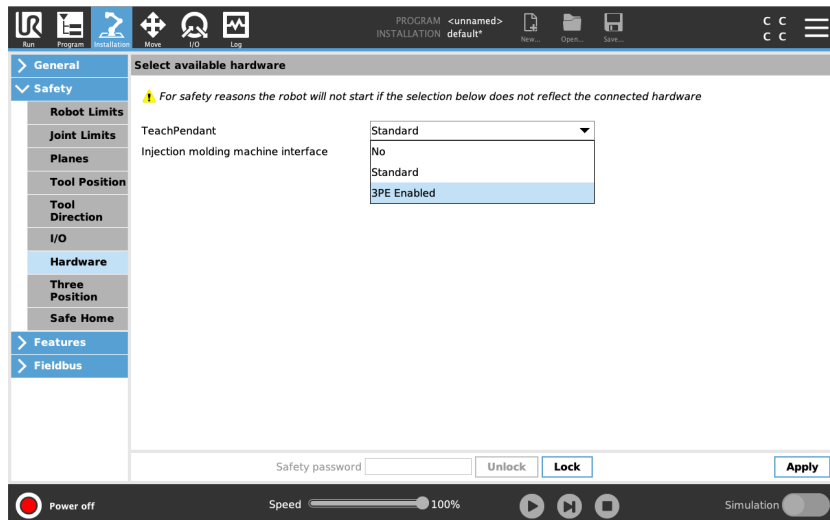 UR
Run
Program
Installation
Move
I/O
Log
PROGRAM <unnamed>
INSTALLATION default*
New...
Open...
Save...
C C
C C
General
Safety
Robot Limits
Joint Limits
Planes
Tool Position
Tool
Direction
I/O
Hardware
Three
Position
Safe Home
Features
Fieldbus
Select available hardware
For safety reasons the robot will not start if the selection below does not reflect the connected hardware
TeachPendant
Standard
Injection molding machine interface
No
Standard
3PE Enabled
Safety password
Unlock
Lock
Apply
Power off
Speed
100%
Simulation